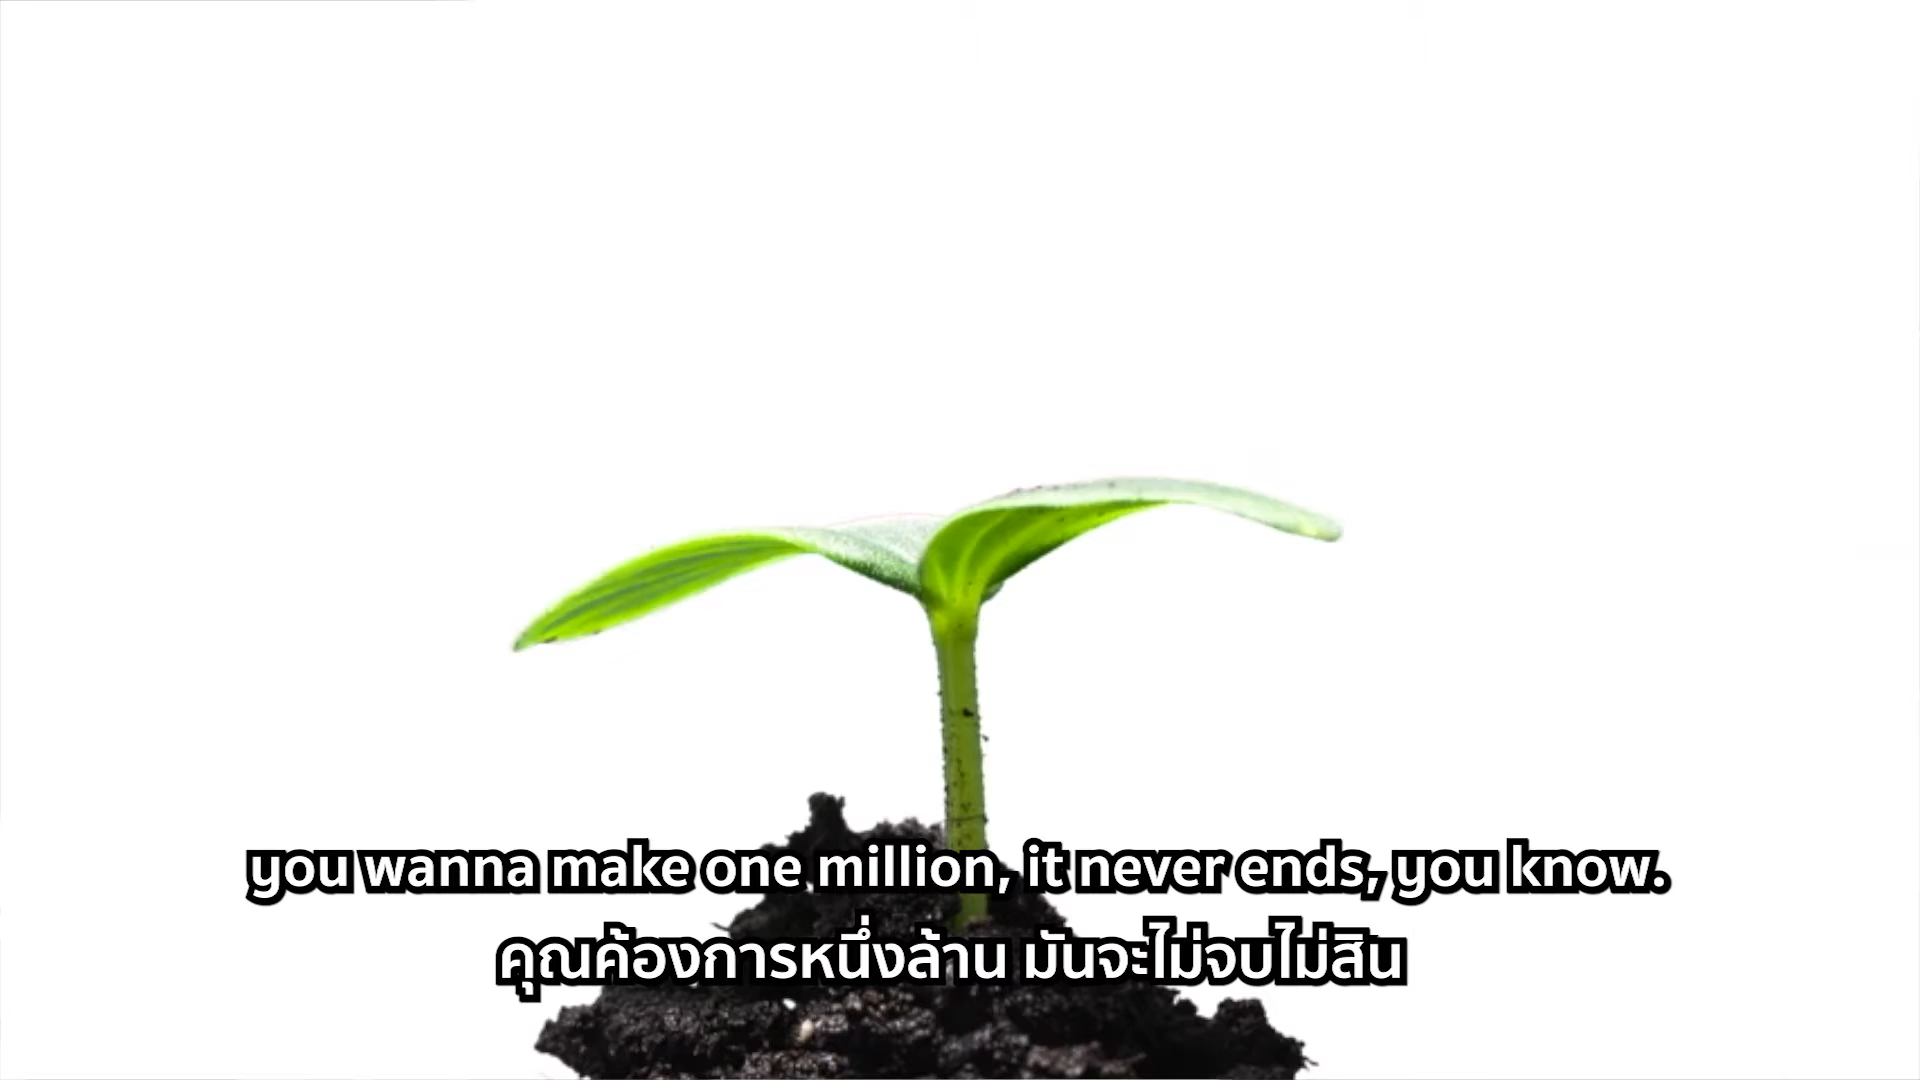 you wanna make one million, it never ends, you know.
คุณค้องการหนึ่งล้าน มันจะไม่จบไม่สิน